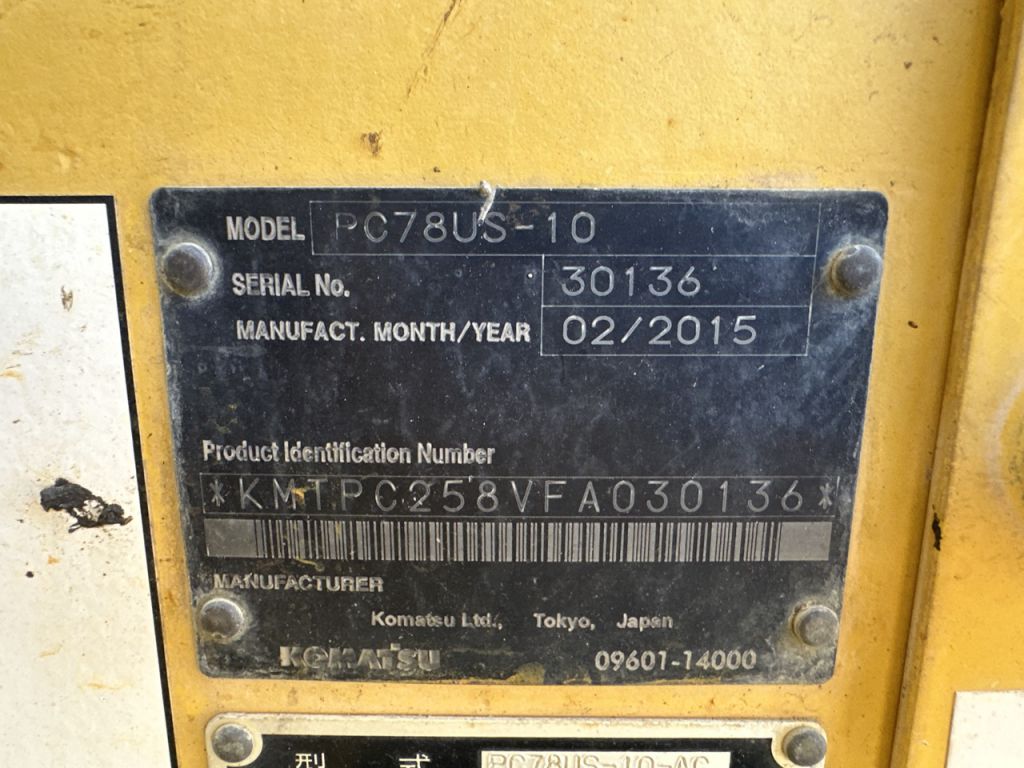 MODEL PC78US-10
SERIAL No. 30136
MANUFACT. MONTH/YEAR 02/2015
Product Identification Number
*KMTPC258VFA030136*
MANUFACTURER
Komatsu Ltd., Tokyo, Japan
KOMATSU 09601-14000
型 式 PC78US-10-AC